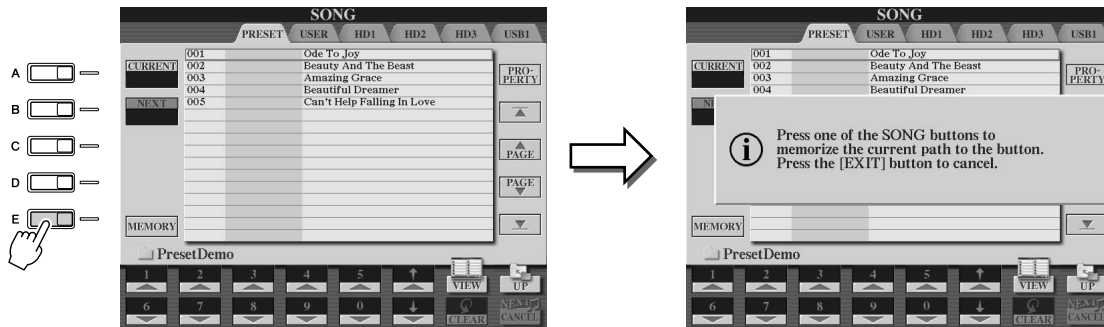 A
B
C
D
E
SONG
PRESET USER HD1 HD2 HD3 USB1
CURRENT
NEXT
001 Ode To Joy
002 Beauty And The Beast
003 Amazing Grace
004 Beautiful Dreamer
005 Can't Help Falling In Love
PRO-
PERTY
PAGE
PAGE
MEMORY
PresetDemo
1 2 3 4 5 VIEW UP
6 7 8 9 0 CLEAR NEXT
CANCEL
SONG
PRESET USER HD1 HD2 HD3 USB1
CURRENT
001 Ode To Joy
002 Beauty And The Beast
003 Amazing Grace
004 Beautiful Dreamer
PRO-
PERTY
Press one of the SONG buttons to
memorize the current path to the button.
Press the [EXIT] button to cancel.
MEMORY
PresetDemo
1 2 3 4 5 VIEW UP
6 7 8 9 0 CLEAR NEXT
CANCEL